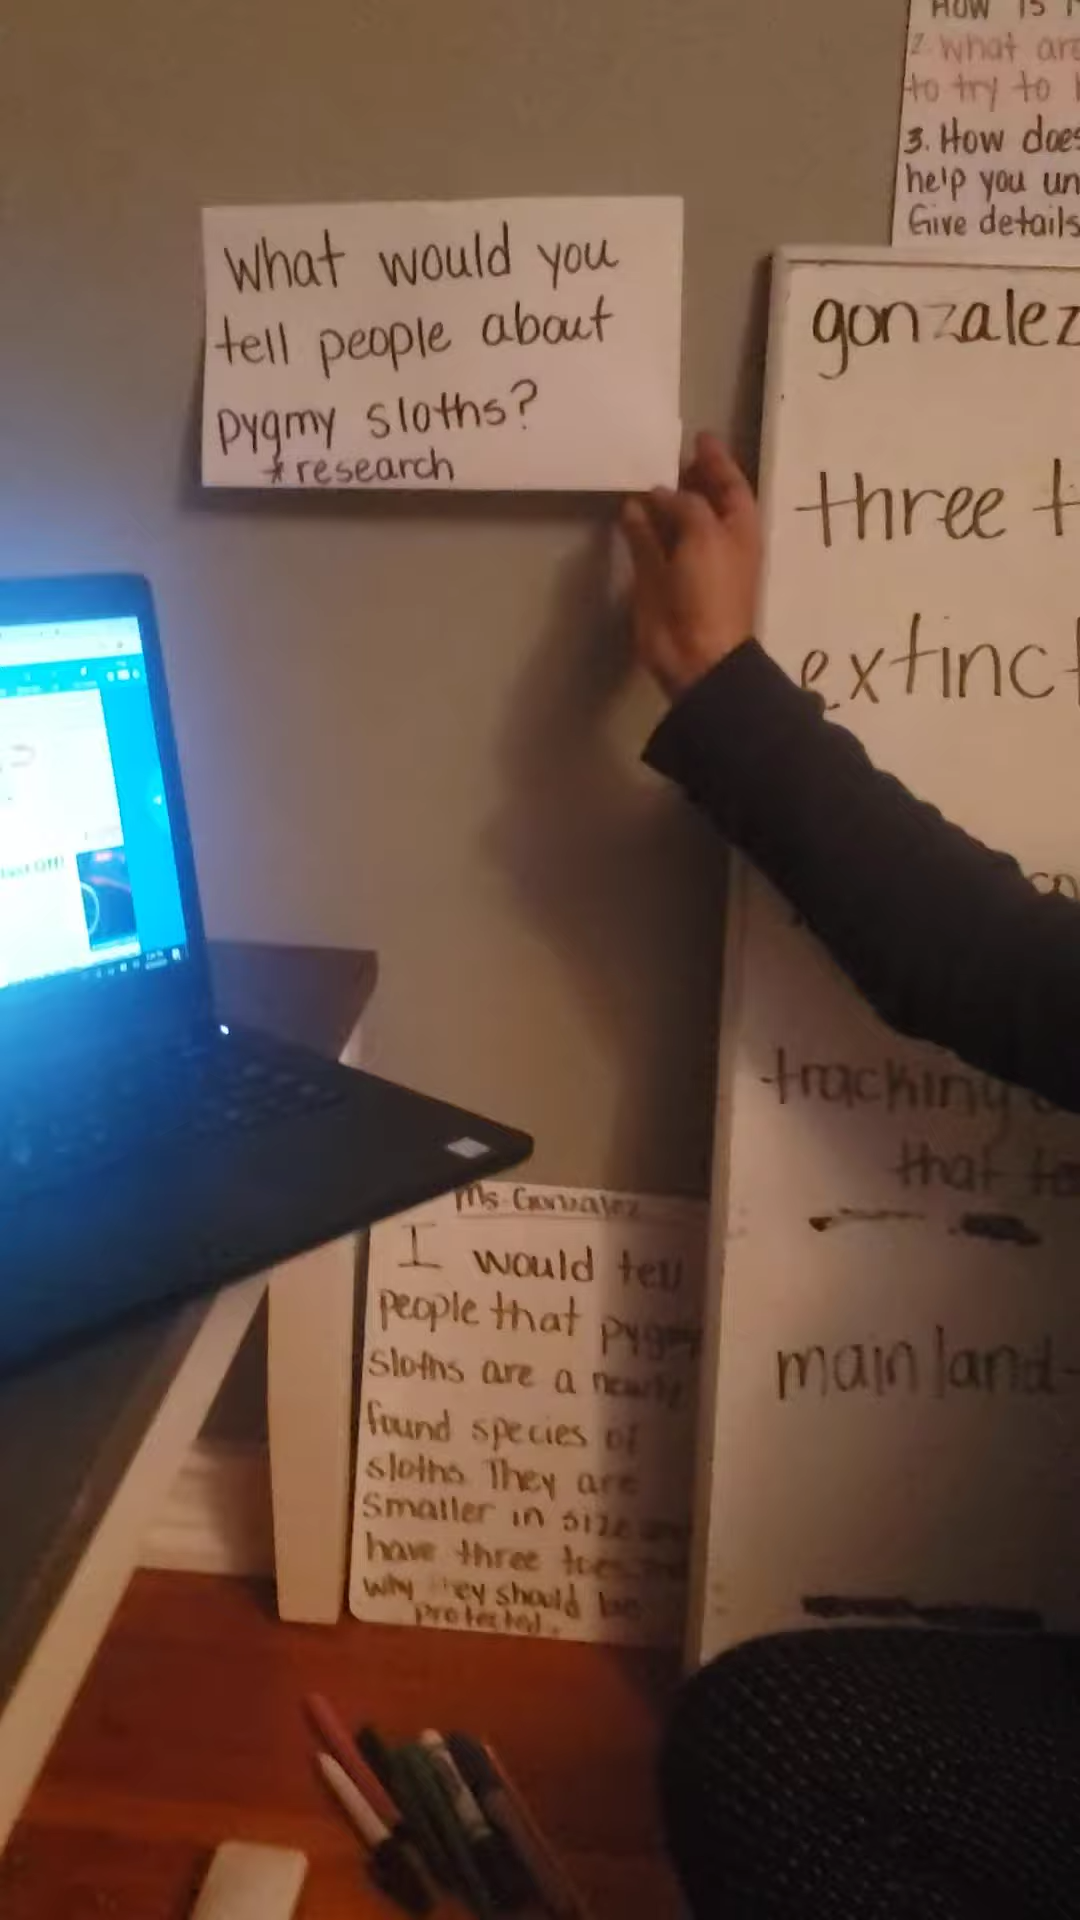 What would you
tell people about
pygmy sloths?
*research
How is
2. What are
to try to
3. How does
help you un
Give details
gonzalez
three t
extinct
tracking
that
mainland-
Ms. Gonzalez
I would tell
people that pygmy
sloths are a newly
found species of
sloths. They are
smaller in size and
have three toes
why they should be
protected.